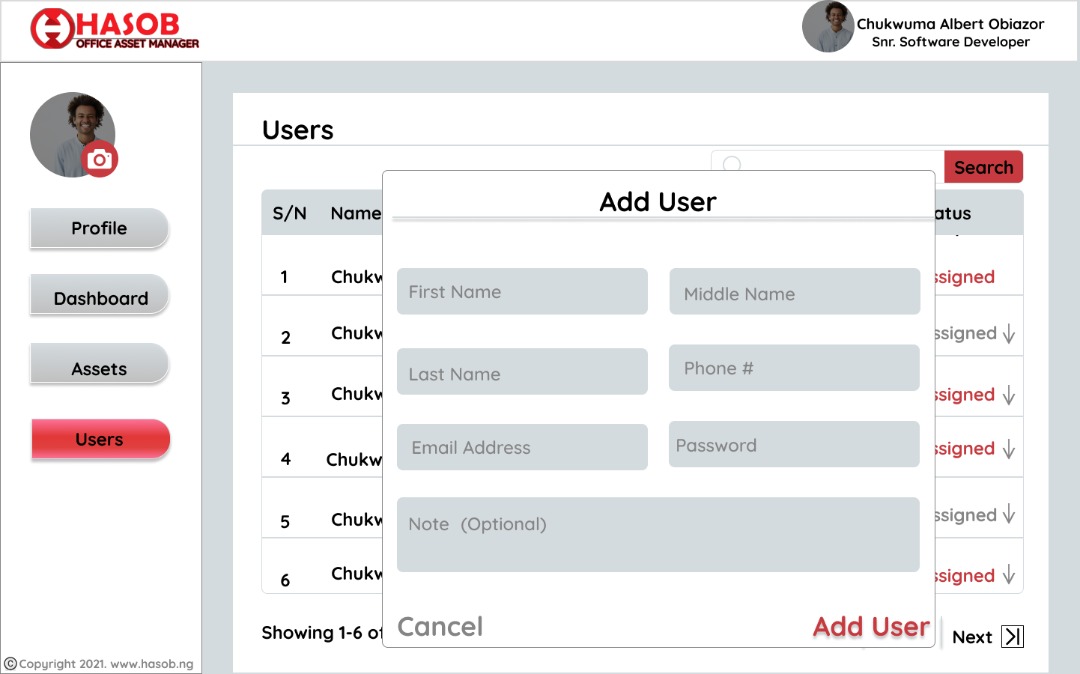 HASOB
OFFICE ASSET MANAGER
Chukwuma Albert Obiazor
Snr. Software Developer
Profile
Dashboard
Assets
Users
©Copyright 2021. www.hasob.ng
Users
Search
S/N Name atus
1 Chukw ssigned
2 Chukw ssigned
3 Chukw ssigned
4 Chukw ssigned
5 Chukw ssigned
6 Chukw ssigned
Showing 1-6 of
Next
Add User
First Name
Middle Name
Last Name
Phone #
Email Address
Password
Note (Optional)
Cancel
Add User